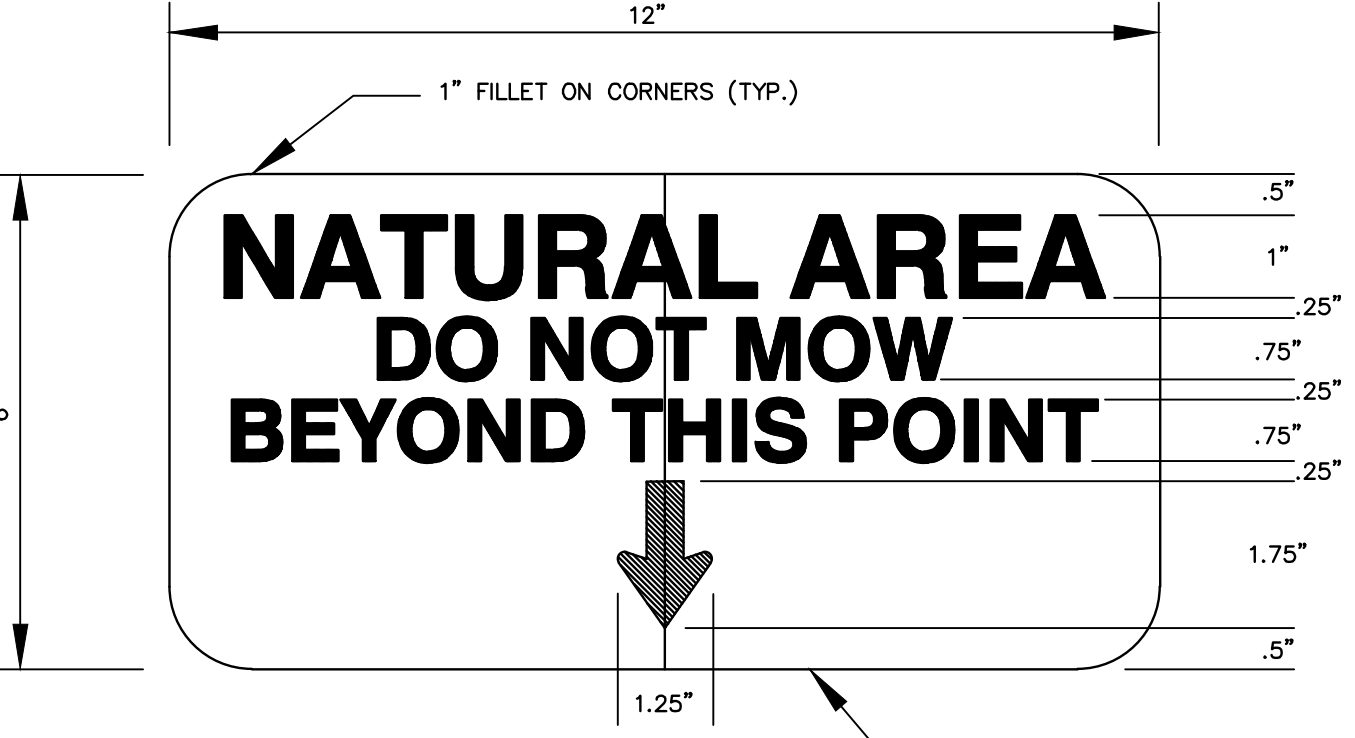 12”
1” FILLET ON CORNERS (TYP.)
.5”
NATURAL AREA
1”
.25”
DO NOT MOW
.75”
.25”
BEYOND THIS POINT
.75”
.25”
1.75”
.5”
1.25”